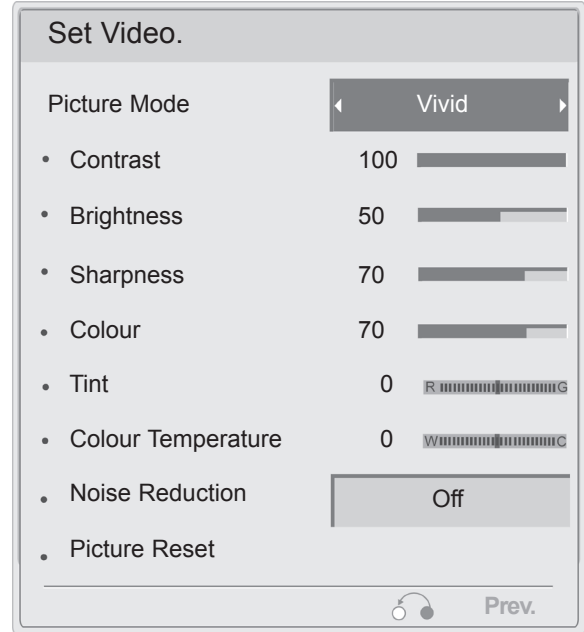 Set Video.
Picture Mode Vivid
• Contrast 100
• Brightness 50
• Sharpness 70
• Colour 70
• Tint 0 R G
• Colour Temperature 0 W C
• Noise Reduction Off
• Picture Reset
Prev.